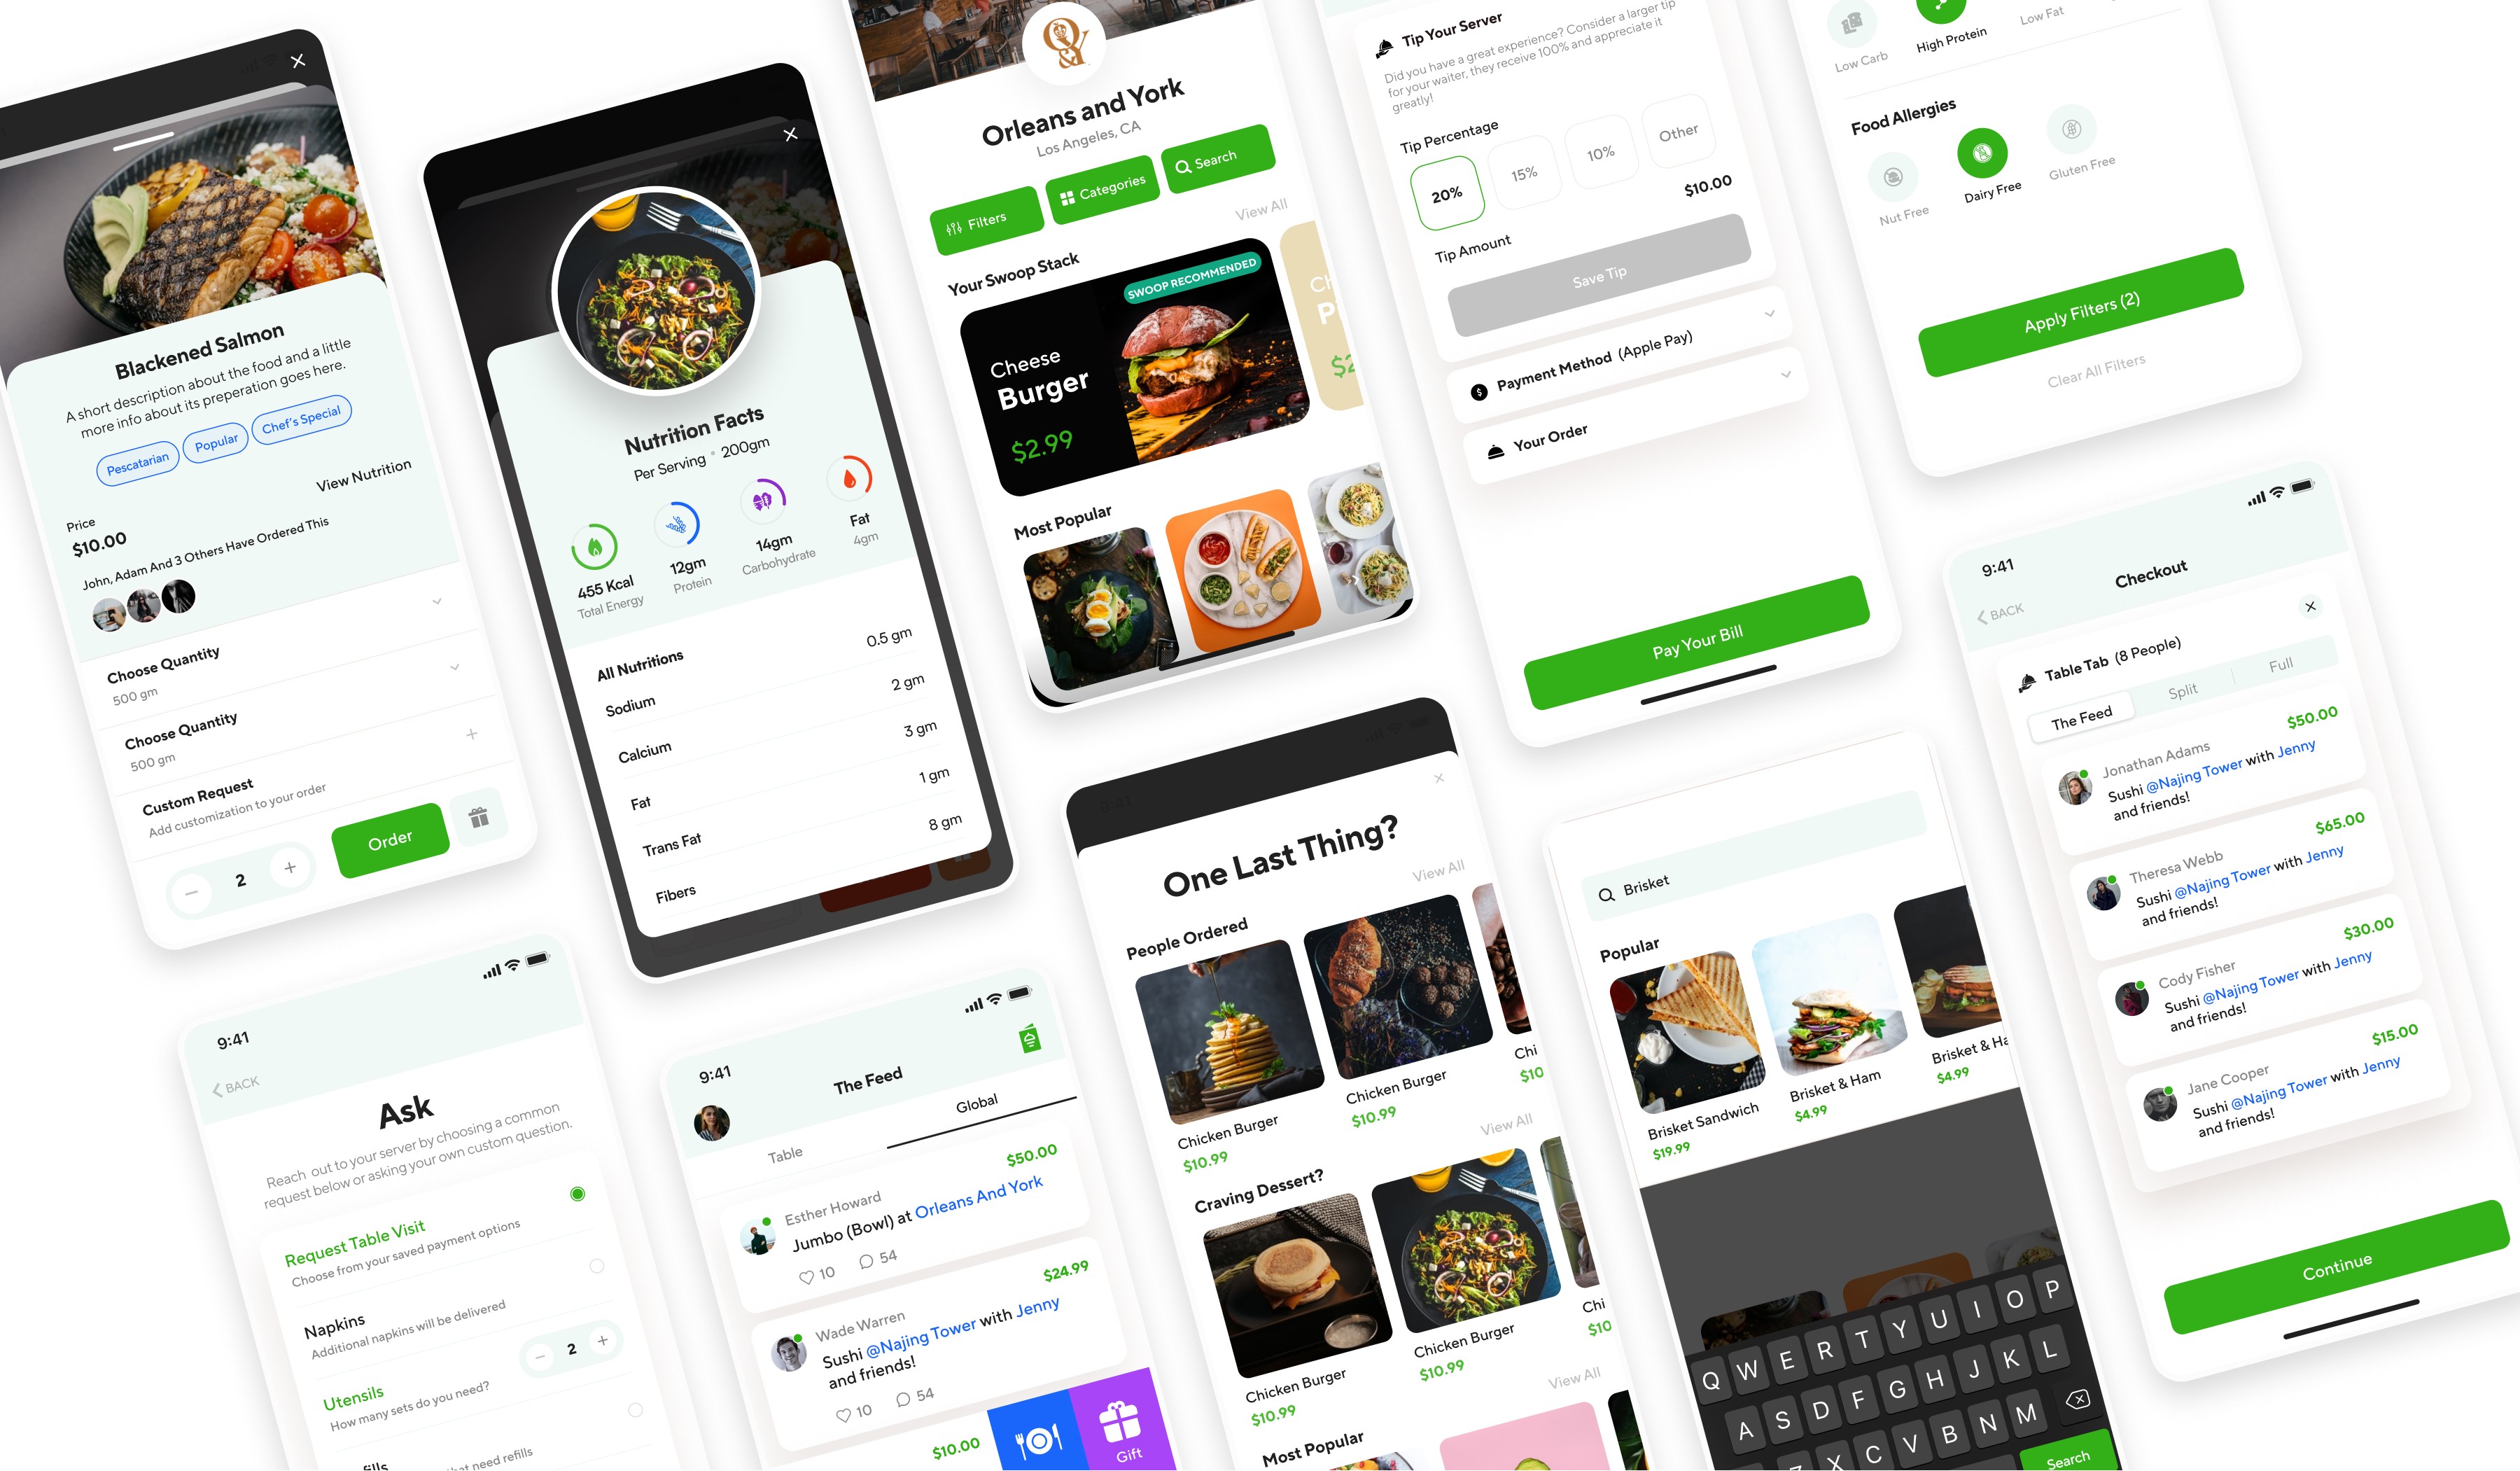 Blackened Salmon
A short description about the food and a little
more info about its preperation goes here.
Pescatarian
Popular
Chef's Special
View Nutrition
Price
$10.00
John, Adam And 3 Others Have Ordered This
Choose Quantity
500 gm
Choose Quantity
500 gm
Custom Request
Add customization to your order
2
Order
Nutrition Facts
Per Serving • 200gm
455 Kcal
Total Energy
12gm
Protein
14gm
Carbohydrate
Fat
4gm
All Nutritions
0.5 gm
Sodium
2 gm
Calcium
3 gm
Fat
1 gm
Trans Fat
8 gm
Fibers
O&Y
Orleans and York
Los Angeles, CA
Filters
Categories
Search
View All
Your Swoop Stack
SWOOP RECOMMENDED
Cheese
Burger
$2.99
Most Popular
Tip Your Server
Did you have a great experience? Consider a larger tip
for your waiter, they receive 100% and appreciate it
greatly!
Tip Percentage
20%
15%
10%
Other
$10.00
Tip Amount
Save Tip
Payment Method (Apple Pay)
Your Order
Pay Your Bill
Low Carb
High Protein
Low Fat
Food Allergies
Nut Free
Dairy Free
Gluten Free
Apply Filters (2)
Clear All Filters
9:41
BACK
Ask
Reach out to your server by choosing a common
request below or asking your own custom question.
Request Table Visit
Choose from your saved payment options
Napkins
Additional napkins will be delivered
Utensils
How many sets do you need?
2
need refills
9:41
The Feed
Table
Global
$50.00
Esther Howard
Jumbo (Bowl) at Orleans And York
10
54
$24.99
Wade Warren
Sushi @Najing Tower with Jenny
and friends!
10
54
$10.00
Gift
9:41
One Last Thing?
View All
People Ordered
Chicken Burger
$10.99
Chicken Burger
$10.99
Chi
$10
View All
Craving Dessert?
Chicken Burger
$10.99
Chicken Burger
$10.99
Chi
$10
View All
Most Popular
Brisket
Popular
Brisket Sandwich
$19.99
Brisket & Ham
$4.99
Brisket & Ha
$4.99
Q W E R T Y U I O P
A S D F G H J K L
Z X C V B N M
Search
9:41
BACK
Checkout
Table Tab (8 People)
The Feed
Split
Full
$50.00
Jonathan Adams
Sushi @Najing Tower with Jenny
and friends!
$65.00
Theresa Webb
Sushi @Najing Tower with Jenny
and friends!
$30.00
Cody Fisher
Sushi @Najing Tower with Jenny
and friends!
$15.00
Jane Cooper
Sushi @Najing Tower with Jenny
and friends!
Continue